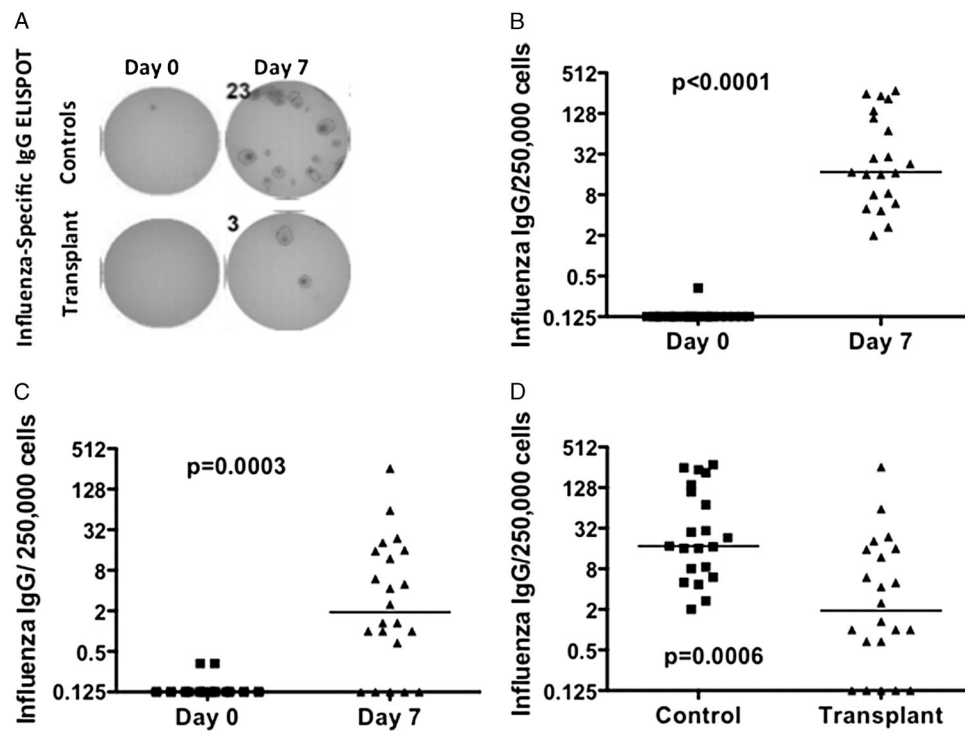 A
Influenza-Specific IgG ELISPOT
Day 0
Day 7
Controls
23
Transplant
3
B
Influenza IgG/250,000 cells
p<0.0001
512
128
32
8
2
0.5
0.125
Day 0
Day 7
C
Influenza IgG/ 250,000 cells
p=0.0003
512
128
32
8
2
0.5
0.125
Day 0
Day 7
D
Influenza IgG/250,000 cells
512
128
32
8
2
0.5
0.125
p=0.0006
Control
Transplant